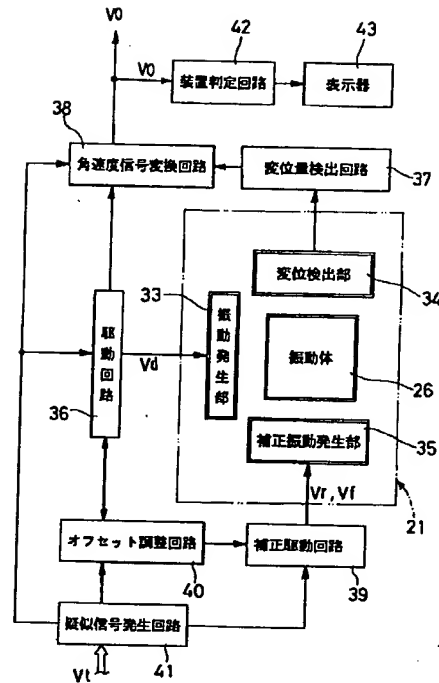 V0
42
43
V0
装置判定回路
表示器
38
角速度信号変換回路
変位量検出回路
37
変位検出部
34
33
振動発生部
駆動回路
36
Vd
振動体
26
補正振動発生部
35
Vr, Vf
21
オフセット調整回路
40
補正駆動回路
39
疑似信号発生回路
41
Vt